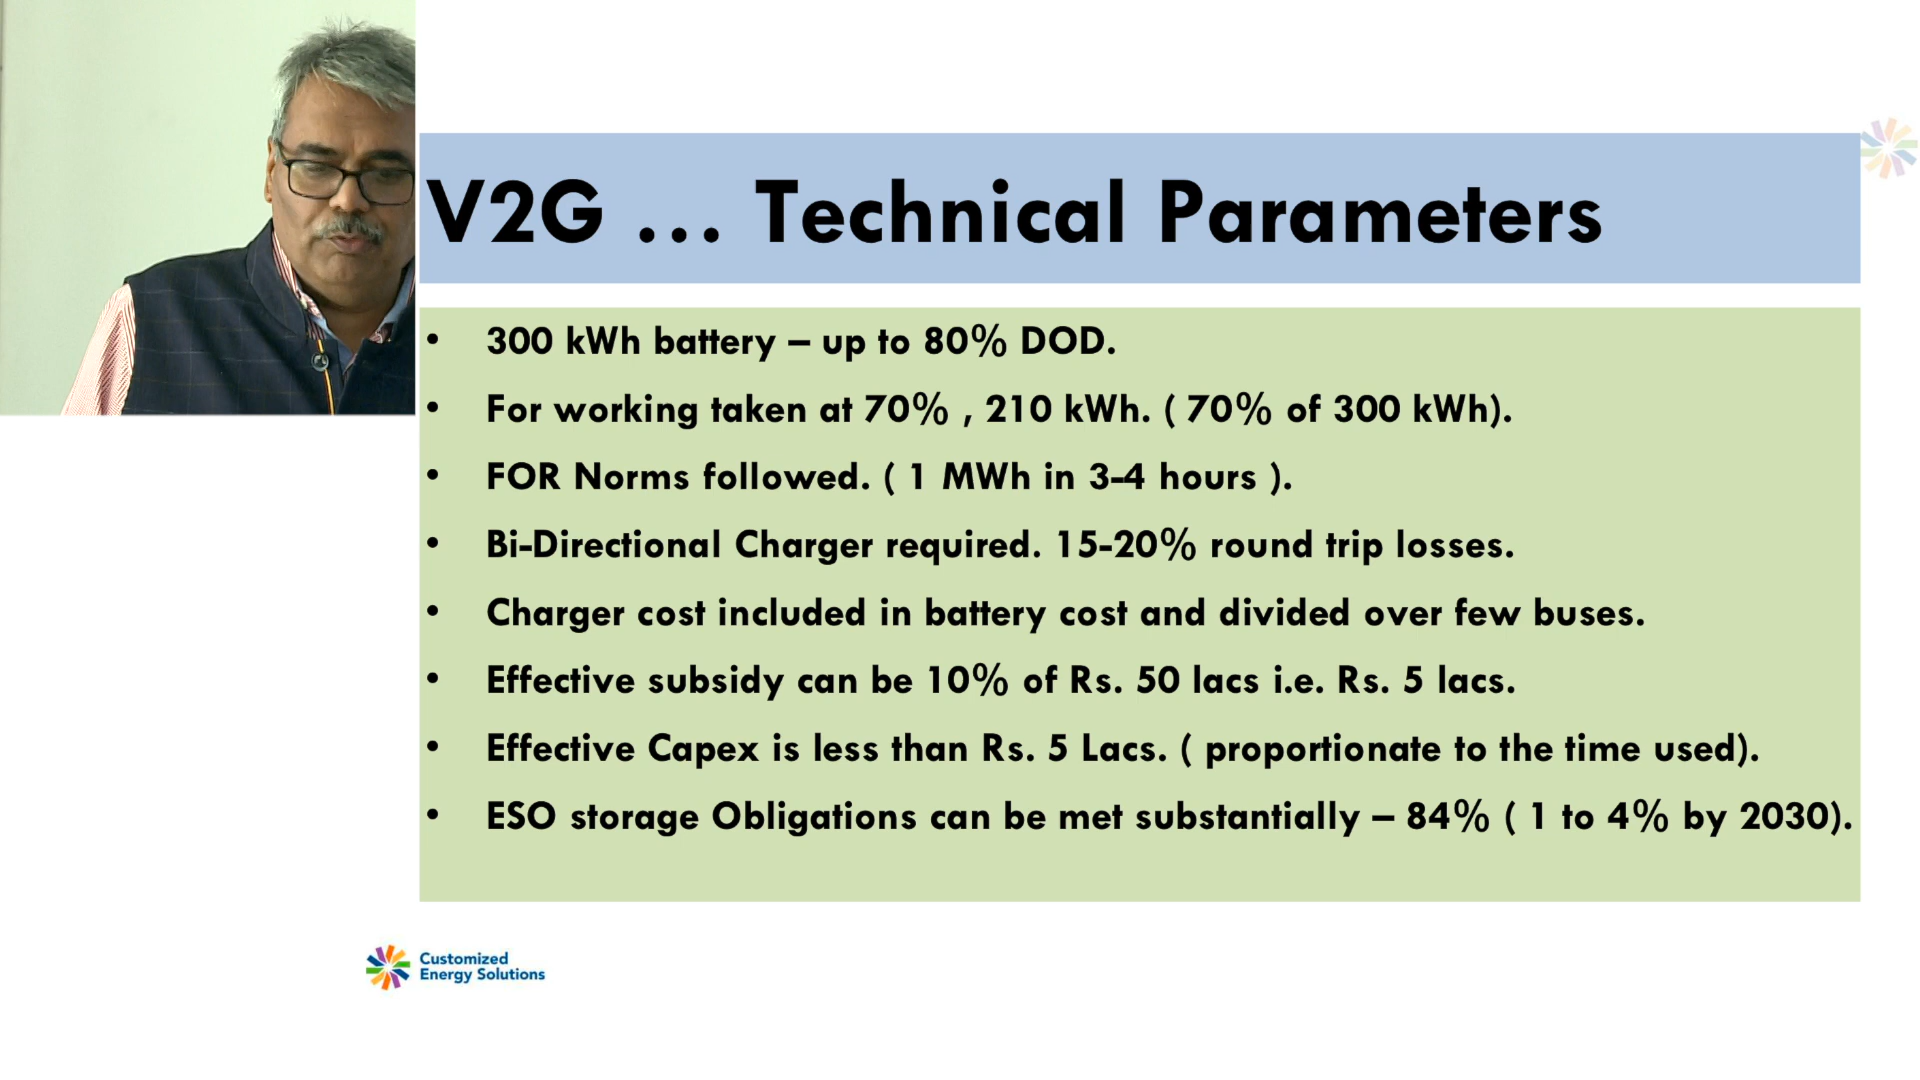 V2G ... Technical Parameters
• 300 kWh battery – up to 80% DOD.
• For working taken at 70% , 210 kWh. ( 70% of 300 kWh).
• FOR Norms followed. ( 1 MWh in 3-4 hours ).
• Bi-Directional Charger required. 15-20% round trip losses.
• Charger cost included in battery cost and divided over few buses.
• Effective subsidy can be 10% of Rs. 50 lacs i.e. Rs. 5 lacs.
• Effective Capex is less than Rs. 5 Lacs. ( proportionate to the time used).
• ESO storage Obligations can be met substantially – 84% ( 1 to 4% by 2030).
Customized
Energy Solutions